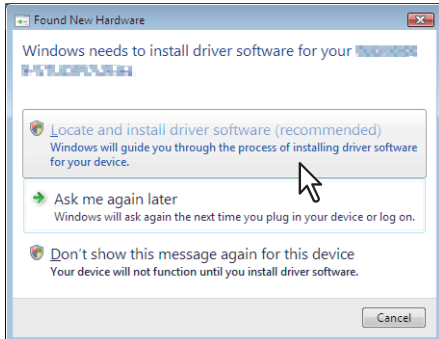 Found New Hardware
Windows needs to install driver software for your
Locate and install driver software (recommended)
Windows will guide you through the process of installing driver software
for your device.
Ask me again later
Windows will ask again the next time you plug in your device or log on.
Don't show this message again for this device
Your device will not function until you install driver software.
Cancel